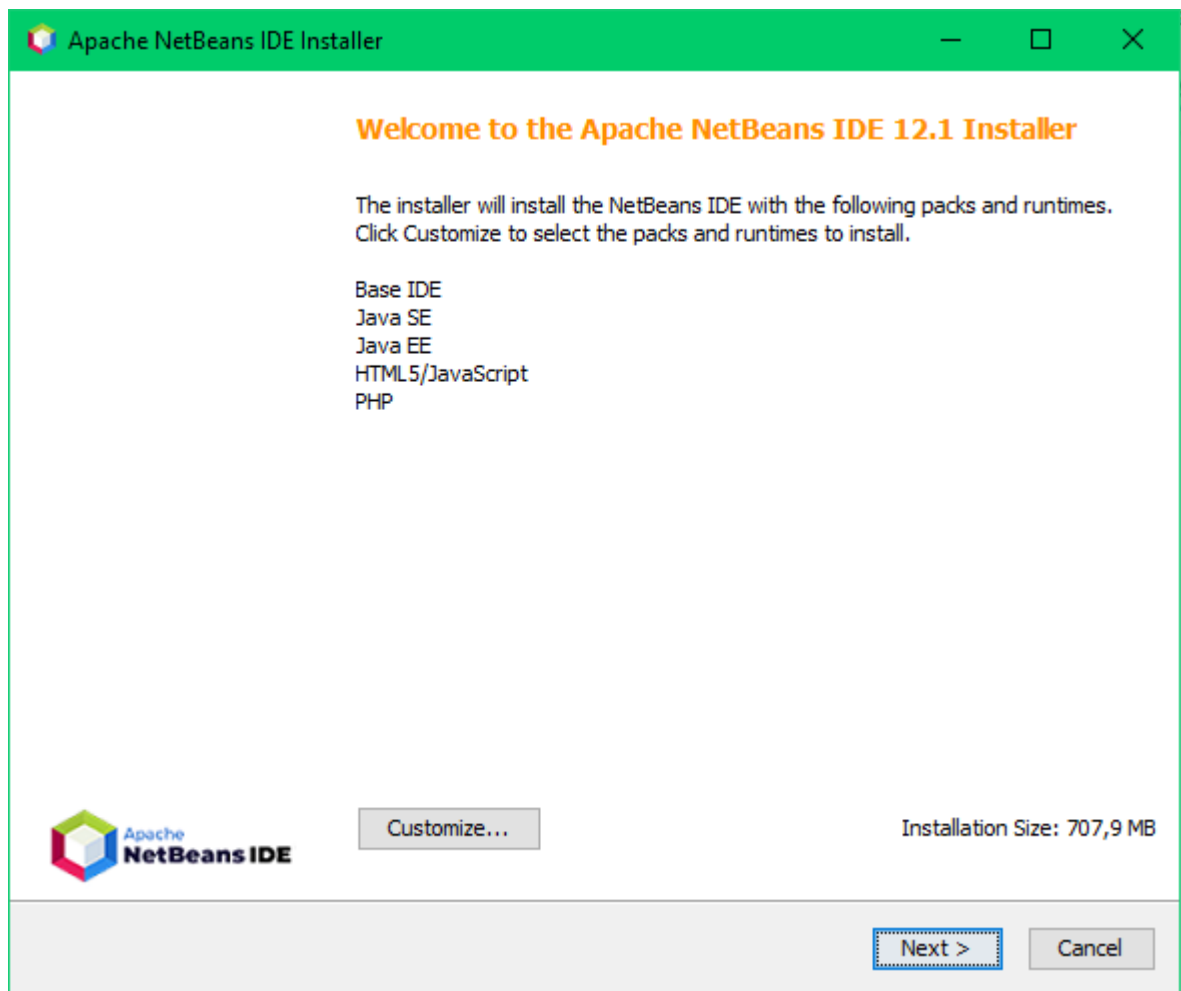 Apache NetBeans IDE Installer
Welcome to the Apache NetBeans IDE 12.1 Installer
The installer will install the NetBeans IDE with the following packs and runtimes.
Click Customize to select the packs and runtimes to install.
Base IDE
Java SE
Java EE
HTML5/JavaScript
PHP
Apache
NetBeans IDE
Customize...
Installation Size: 707,9 MB
Next >
Cancel